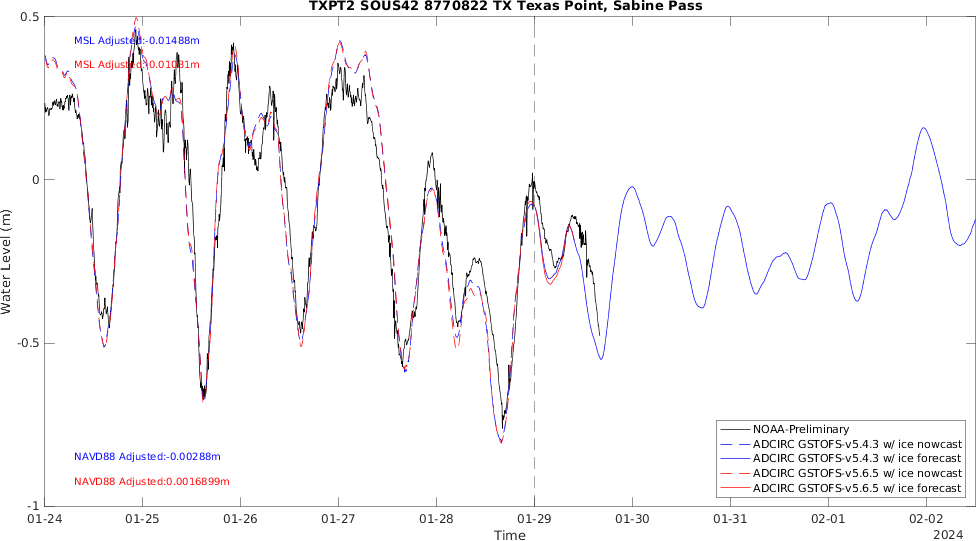 TXPT2 SOUS42 8770822 TX Texas Point, Sabine Pass
0.5
MSL Adjusted:-0.01488m
MSL Adjusted:-0.01031m
0
Water Level (m)
-0.5
NAVD88 Adjusted:-0.00288m
NAVD88 Adjusted:0.0016899m
NOAA-Preliminary
ADCIRC GSTOFS-v5.4.3 w/ ice nowcast
ADCIRC GSTOFS-v5.4.3 w/ ice forecast
ADCIRC GSTOFS-v5.6.5 w/ ice nowcast
ADCIRC GSTOFS-v5.6.5 w/ ice forecast
-1
01-24 01-25 01-26 01-27 01-28 01-29 01-30 01-31 02-01 02-02
Time
2024